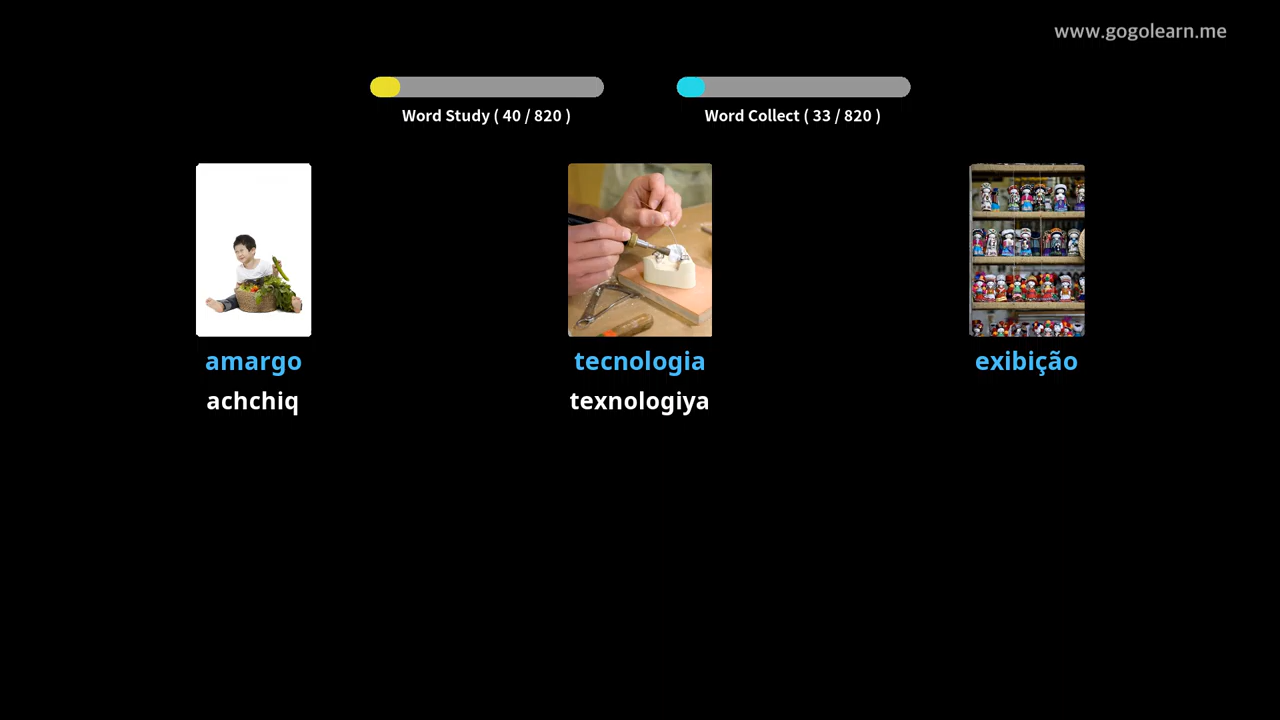 www.gogolearn.me
Word Study ( 40 / 820 )
Word Collect ( 33 / 820 )
amargo
achchiq
tecnologia
texnologiya
exibição